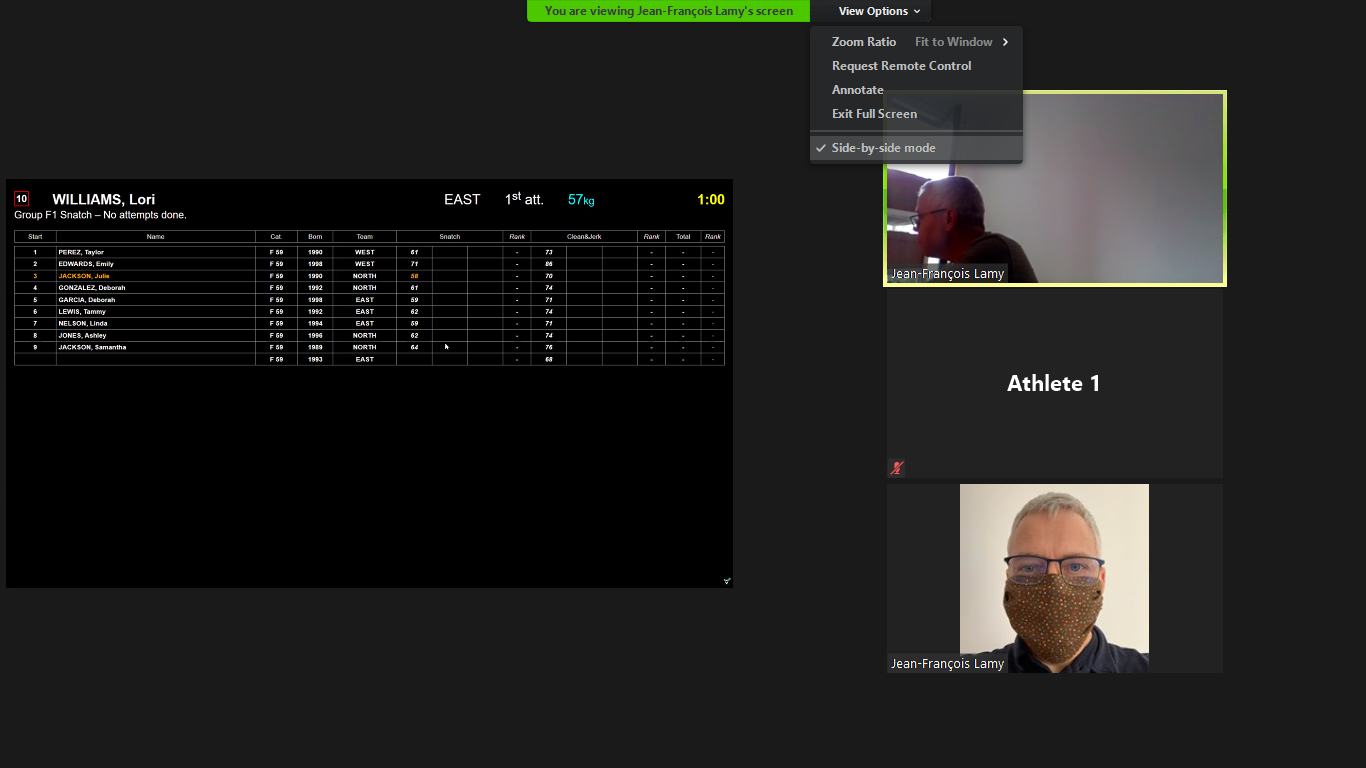 You are viewing Jean-François Lamy's screen View Options
Zoom Ratio Fit to Window
Request Remote Control
Annotate
Exit Full Screen
Side-by-side mode
10 WILLIAMS, Lori EAST 1st att. 57kg 1:00
Group F1 Snatch – No attempts done.
Start Name Cat. Born Team Snatch Rank Clean&Jerk Rank Total Rank
1 PEREZ, Taylor F 59 1990 WEST 61 - 73 - - -
2 EDWARDS, Emily F 59 1998 WEST 71 - 86 - - -
3 JACKSON, Julie F 59 1990 NORTH 58 - 70 - - -
4 GONZALEZ, Deborah F 59 1992 NORTH 61 - 74 - - -
5 GARCIA, Deborah F 59 1998 EAST 59 - 71 - - -
6 LEWIS, Tammy F 59 1992 EAST 62 - 74 - - -
7 NELSON, Linda F 59 1994 EAST 59 - 71 - - -
8 JONES, Ashley F 59 1996 NORTH 62 - 74 - - -
9 JACKSON, Samantha F 59 1989 NORTH 64 - 76 - - -
F 59 1993 EAST - 68 - - -
Jean-François Lamy
Athlete 1
Jean-François Lamy